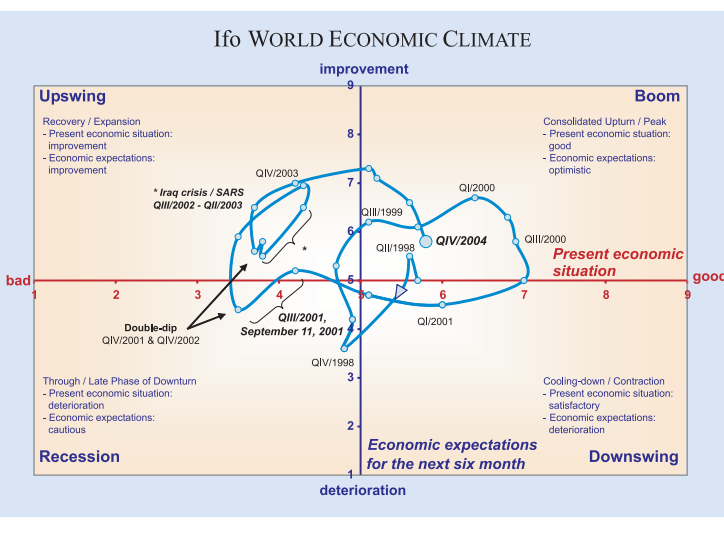 Ifo WORLD ECONOMIC CLIMATE
improvement
9
Upswing
Boom
Recovery / Expansion
- Present economic situation:
improvement
- Economic expectations:
improvement
Consolidated Upturn / Peak
- Present economic stuation:
good
- Economic expectations:
optimistic
8
QIV/2003
7
* Iraq crisis / SARS
QIII/2002 - QII/2003
QI/2000
QIII/1999
6
QII/1998
QIV/2004
QIII/2000
*
Present economic
situation
bad
5
good
1
2
3
4
5
6
7
8
9
Double-dip
QIV/2001 & QIV/2002
QIII/2001,
September 11, 2001
4
QI/2001
QIV/1998
3
Through / Late Phase of Downturn
- Present economic situation:
deterioration
- Economic expectations:
cautious
Cooling-down / Contraction
- Present economic situation:
satisfactory
- Economic expectations:
deterioration
2
Economic expectations
for the next six month
Recession
Downswing
1
deterioration